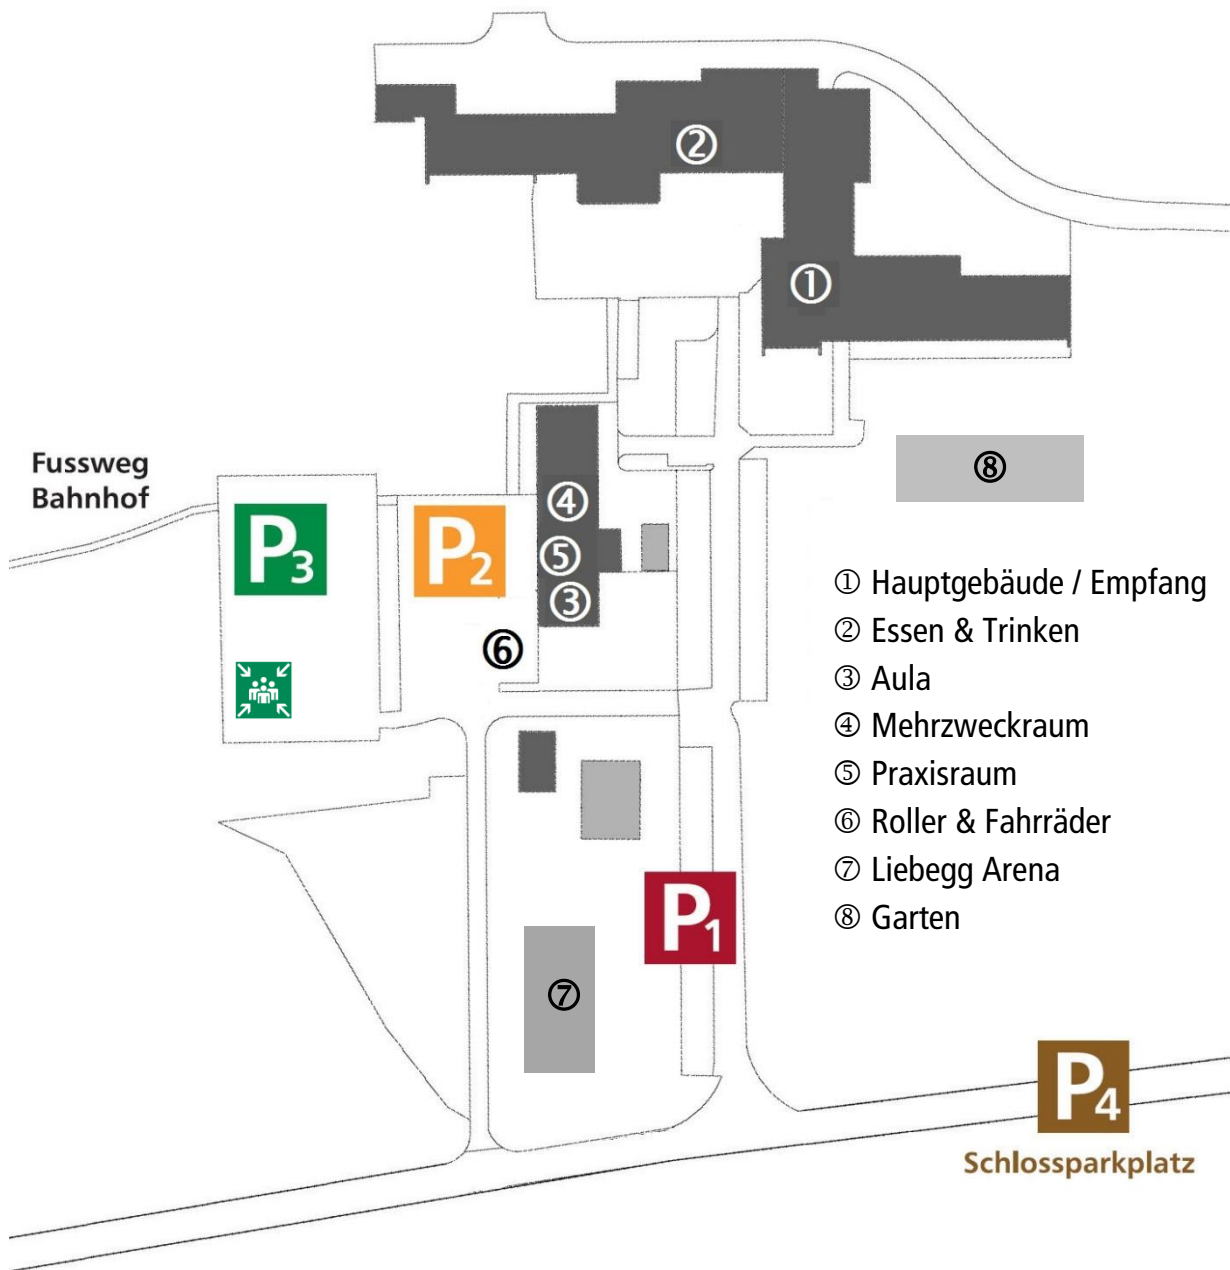 ②
①
Fussweg
Bahnhof
⑧
P3
P2
④
⑤
③
⑥
① Hauptgebäude / Empfang
② Essen & Trinken
③ Aula
④ Mehrzweckraum
⑤ Praxisraum
⑥ Roller & Fahrräder
⑦ Liebegg Arena
⑧ Garten
P1
⑦
P4
Schlossparkplatz